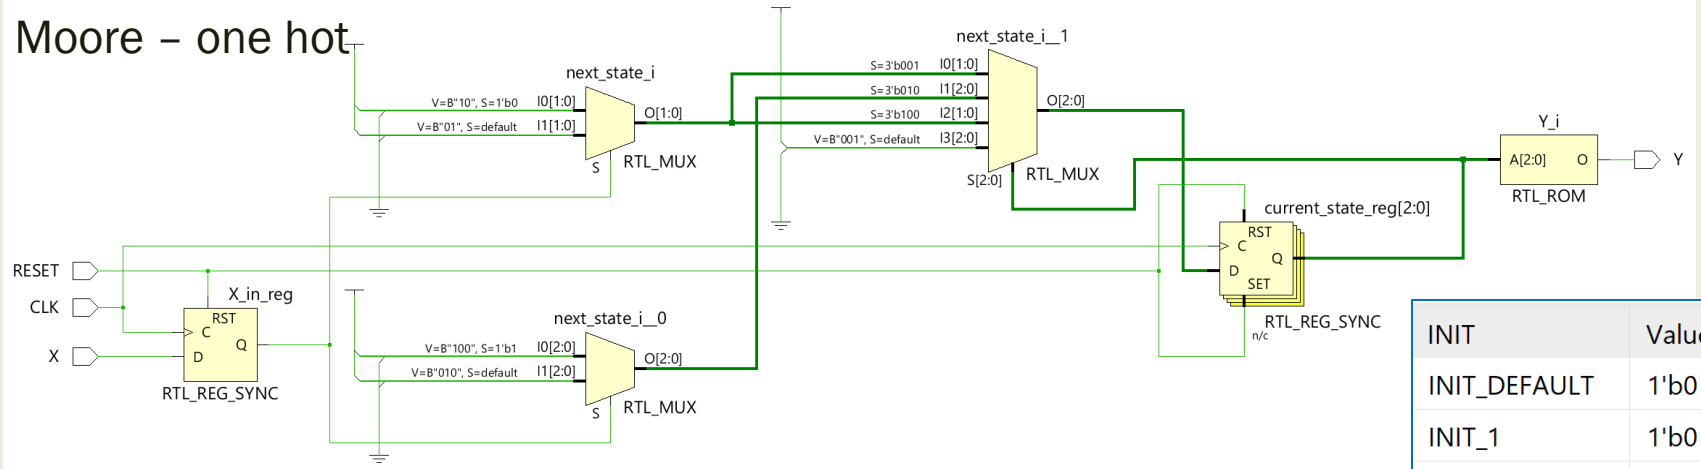 Moore – one hot
next_state_i
V=B"10", S=1'b0 I0[1:0]
V=B"01", S=default I1[1:0]
O[1:0]
S
RTL_MUX
next_state_i__1
S=3'b001 I0[1:0]
S=3'b010 I1[2:0]
S=3'b100 I2[1:0]
V=B"001", S=default I3[2:0]
O[2:0]
S[2:0]
RTL_MUX
Y_i
A[2:0] O
Y
RTL_ROM
current_state_reg[2:0]
RST
C
Q
D
SET
RTL_REG_SYNC
n/c
RESET
CLK
X
X_in_reg
RST
C
Q
D
RTL_REG_SYNC
next_state_i__0
V=B"100", S=1'b1 I0[2:0]
V=B"010", S=default I1[2:0]
O[2:0]
S
RTL_MUX
INIT
INIT_DEFAULT 1'b0
INIT_1 1'b0